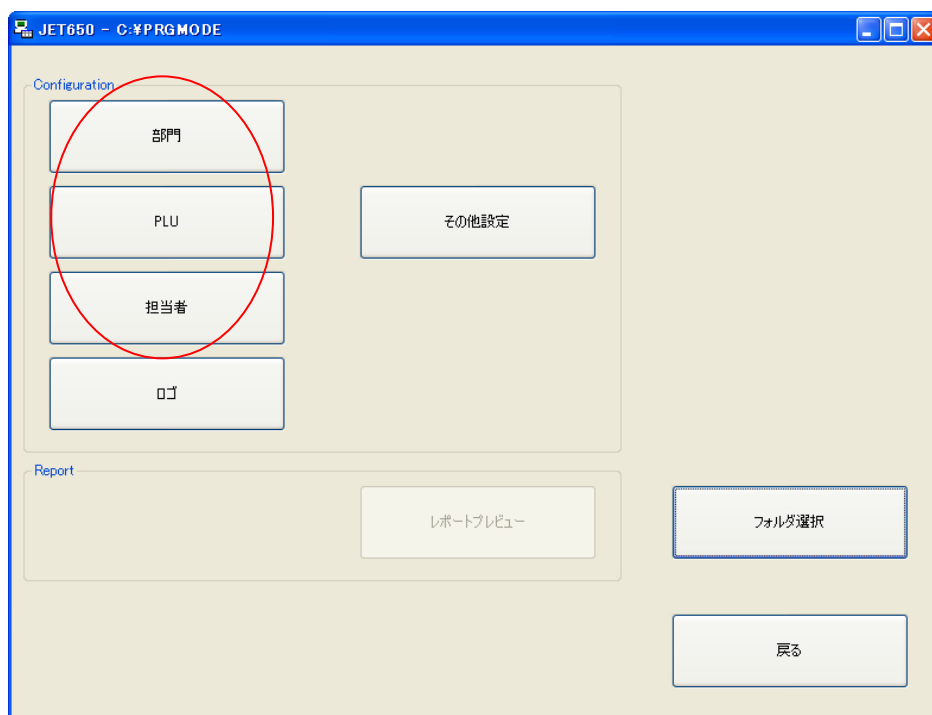 JET650 - C:¥PRGMODE
Configuration
部門
PLU
その他設定
担当者
ロゴ
Report
レポートプレビュー
フォルダ選択
戻る